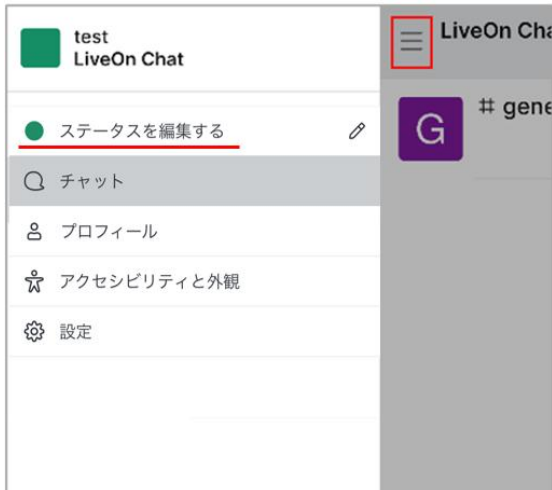 test
LiveOn Chat
ステータスを編集する
チャット
プロフィール
アクセシビリティと外観
設定
LiveOn Cha
G
# gene